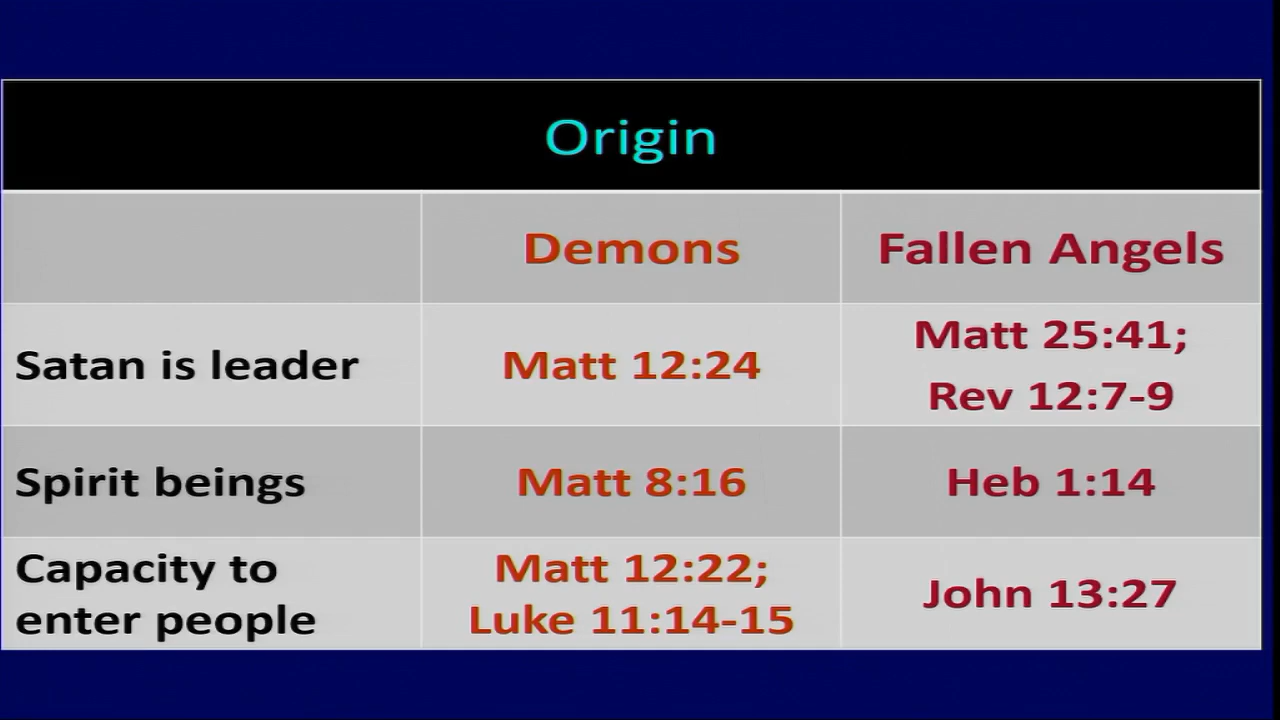 Origin
Demons
Fallen Angels
Satan is leader
Matt 12:24
Matt 25:41;
Rev 12:7-9
Spirit beings
Matt 8:16
Heb 1:14
Capacity to
enter people
Matt 12:22;
Luke 11:14-15
John 13:27